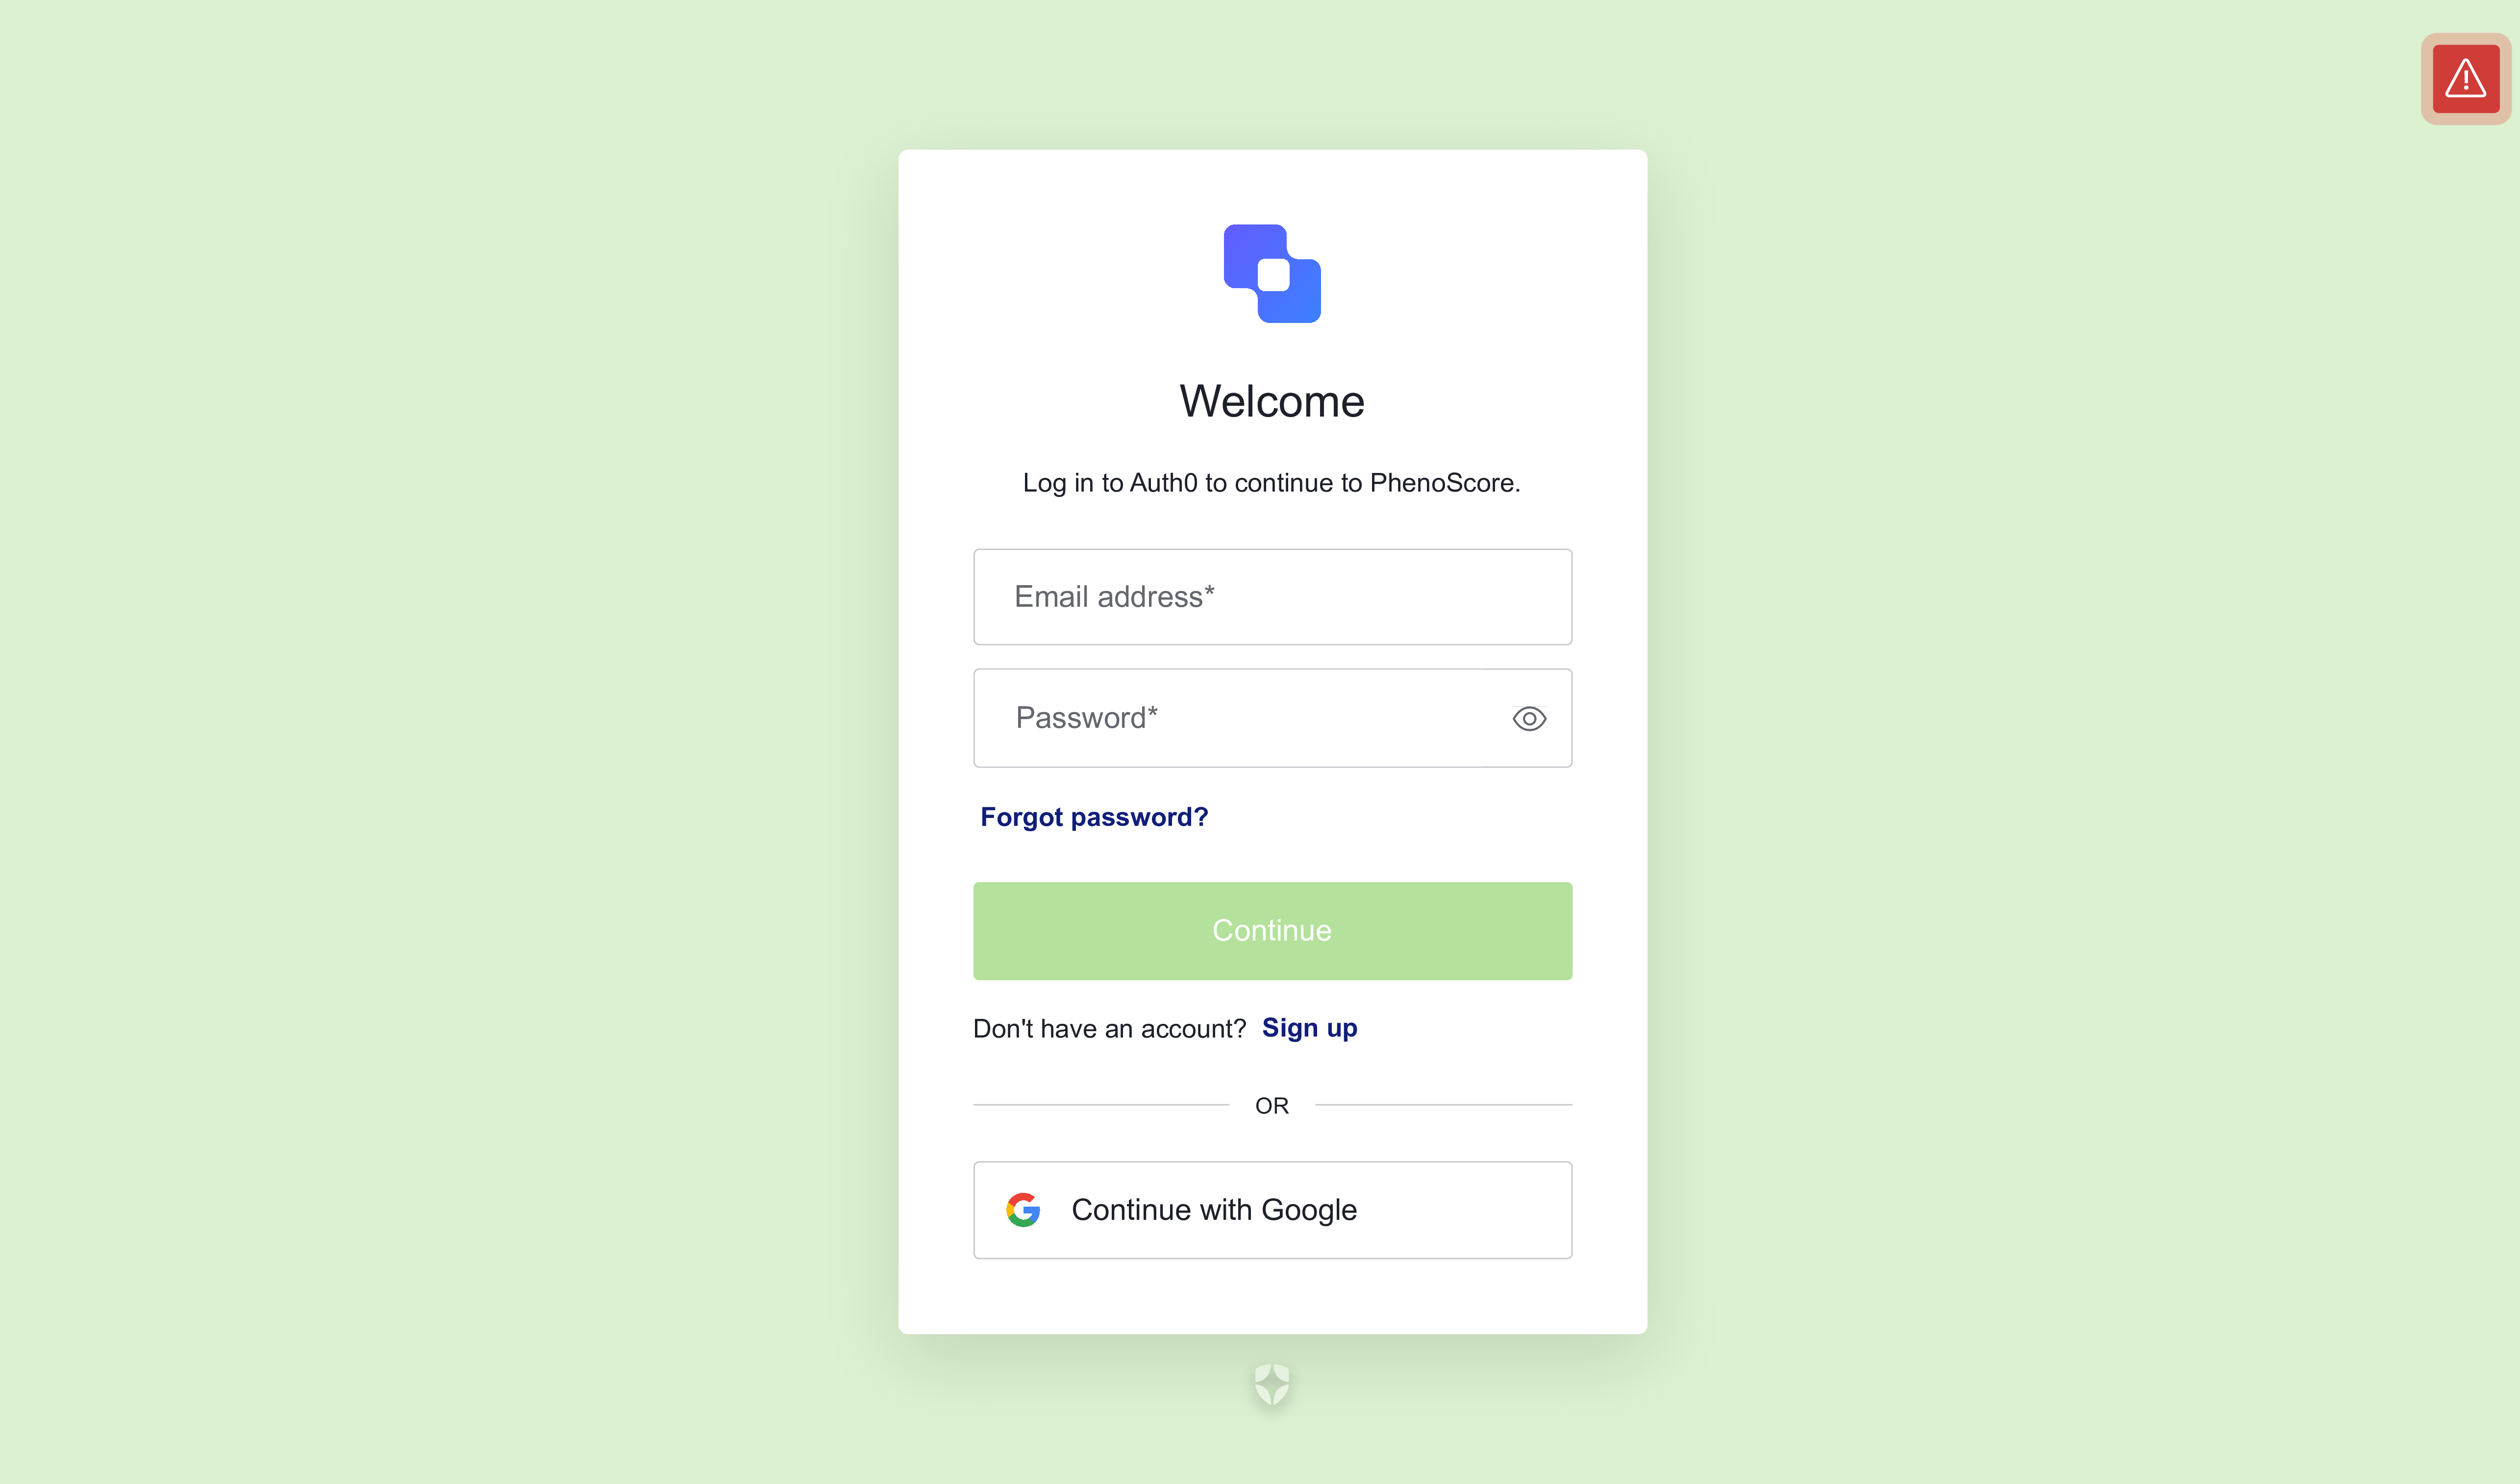 Welcome
Log in to Auth0 to continue to PhenoScore.
Email address*
Password*
Forgot password?
Continue
Don't have an account? Sign up
OR
Continue with Google